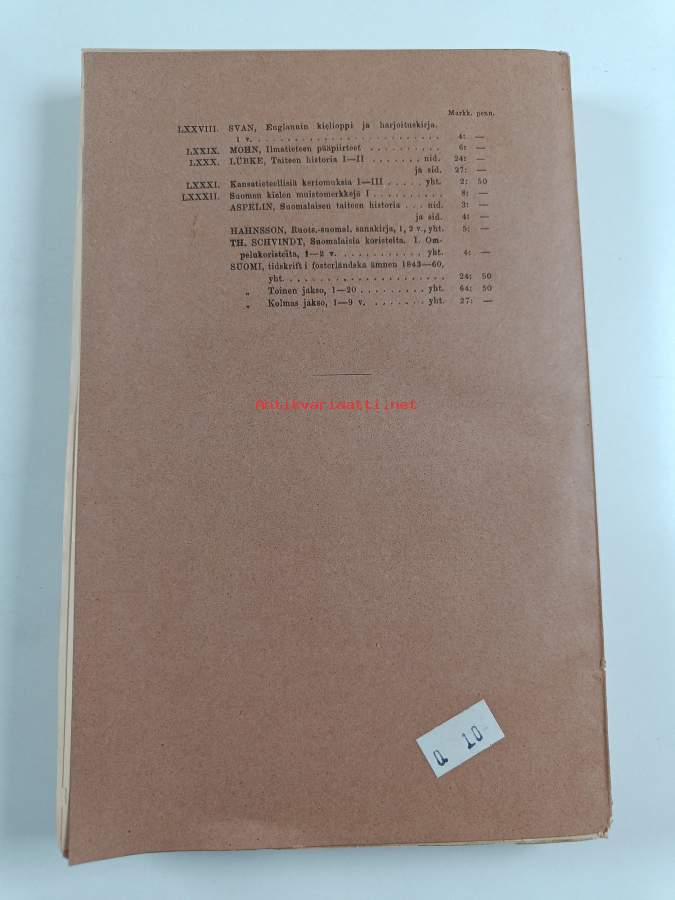 Markk. penn.
LXXVIII. SVAN, Englannin kielioppi ja harjoituskirja.
1 v. . . . . . . . . . . . . . . . . . . . . . . . 4: —
LXXIX. MOHN, Ilmatieteen pääpiirteet . . . . . . . . . . 6: —
LXXX. LÜBKE, Taiteen historia I—II . . . . . . . nid. 24: —
ja sid. 27: —
LXXXI. Kansatieteellisiä kertomuksia I—III . . . . . yht. 2: 50
LXXXII. Suomen kielen muistomerkkejä I . . . . . . . . . . 8: —
ASPELIN, Suomalaisen taiteen historia . . . nid. 3: —
ja sid. 4: —
HAHNSSON, Ruots.-suomal. sanakirja, 1, 2 v., yht. 5: —
TH. SCHVINDT, Suomalaisia koristeita. I. Om-
pelukoristeita, 1—2 v. . . . . . . . . . . . . yht. 4: —
SUOMI, tidskrift i fosterländska ämnen 1843—60,
yht. . . . . . . . . . . . . . . . . . . . . . . . 24: 50
„ Toinen jakso, 1—20 . . . . . . . . . yht. 64: 50
„ Kolmas jakso, 1—9 v. . . . . . . . . yht. 27: —
Antikvariaatti.net
a 10-